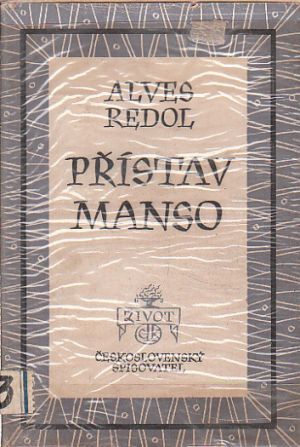 ALVES
REDOL
PŘÍSTAV
MANSO
ŽIVOT
ČESKOSLOVENSKÝ
SPISOVATEL
3